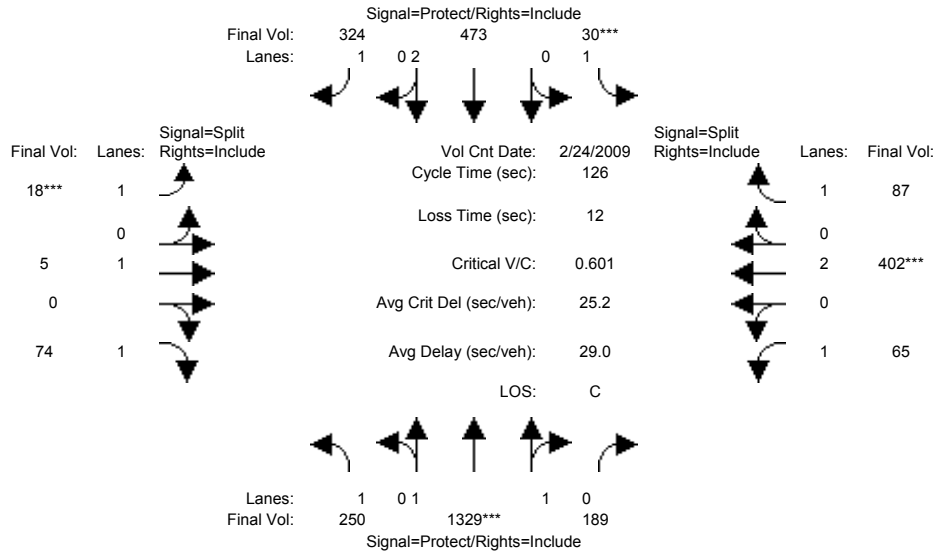 Signal=Protect/Rights=Include
Final Vol: 324 473 30***
Lanes: 1 0 2 0 1
Signal=Split Signal=Split
Final Vol: Lanes: Rights=Include Vol Cnt Date: 2/24/2009 Rights=Include Lanes: Final Vol:
Cycle Time (sec): 126
18*** 1 1 87
Loss Time (sec): 12
0 0
5 1 Critical V/C: 0.601 2 402***
0 Avg Crit Del (sec/veh): 25.2 0
74 1 Avg Delay (sec/veh): 29.0 1 65
LOS: C
Lanes: 1 0 1 1 0
Final Vol: 250 1329*** 189
Signal=Protect/Rights=Include